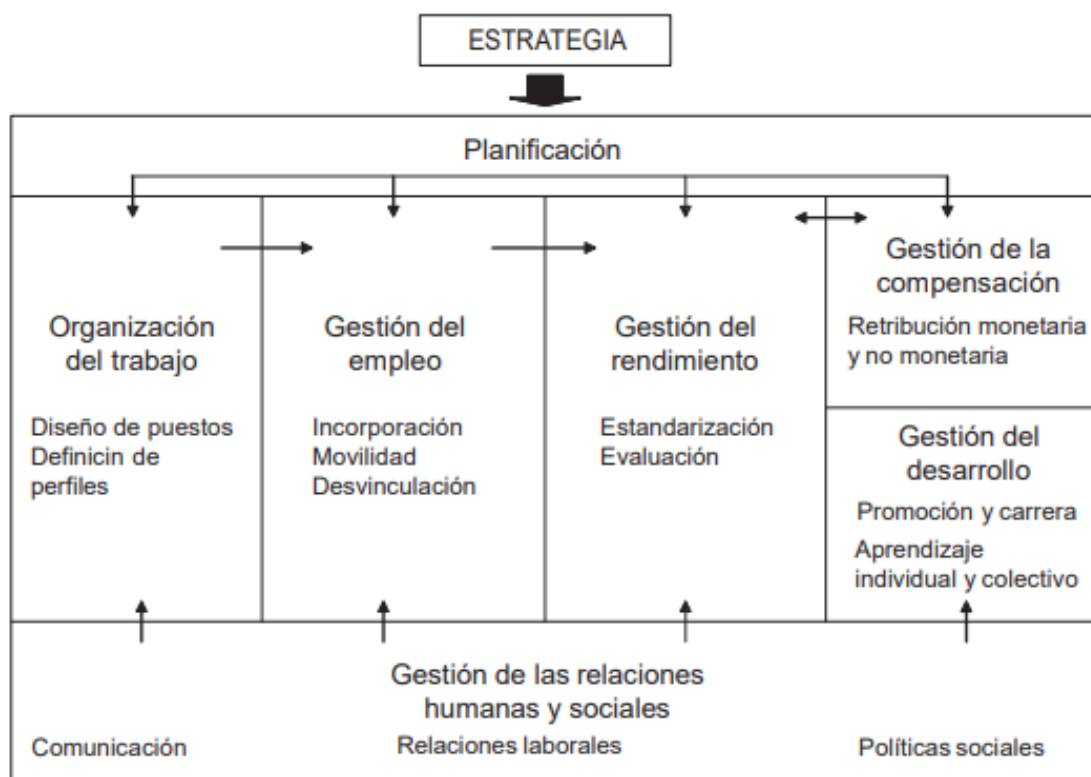 ESTRATEGIA
Planificación
Organización
del trabajo
Diseño de puestos
Definicin de
perfiles
Gestión del
empleo
Incorporación
Movilidad
Desvinculación
Gestión del
rendimiento
Estandarización
Evaluación
Gestión de la
compensación
Retribución monetaria
y no monetaria
Gestión del
desarrollo
Promoción y carrera
Aprendizaje
individual y colectivo
Gestión de las relaciones
humanas y sociales
Comunicación
Relaciones laborales
Políticas sociales